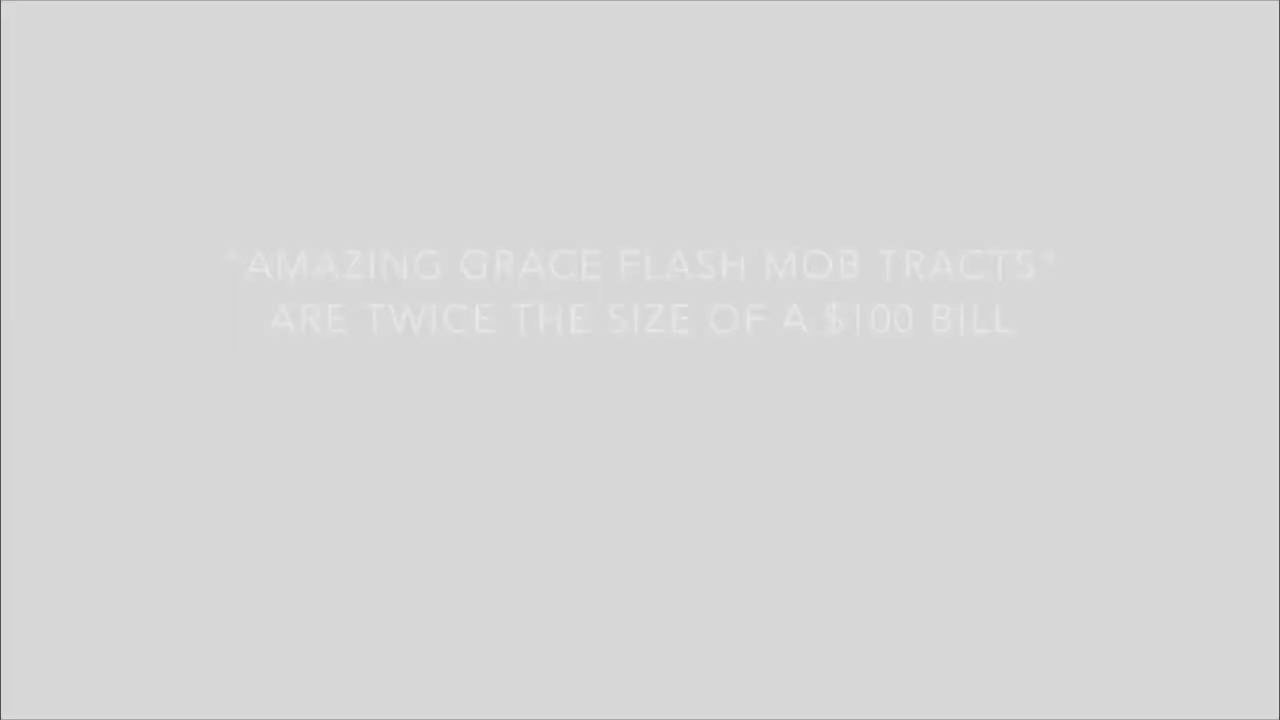 "AMAZING GRACE FLASH MOB TRACTS"
ARE TWICE THE SIZE OF A $100 BILL